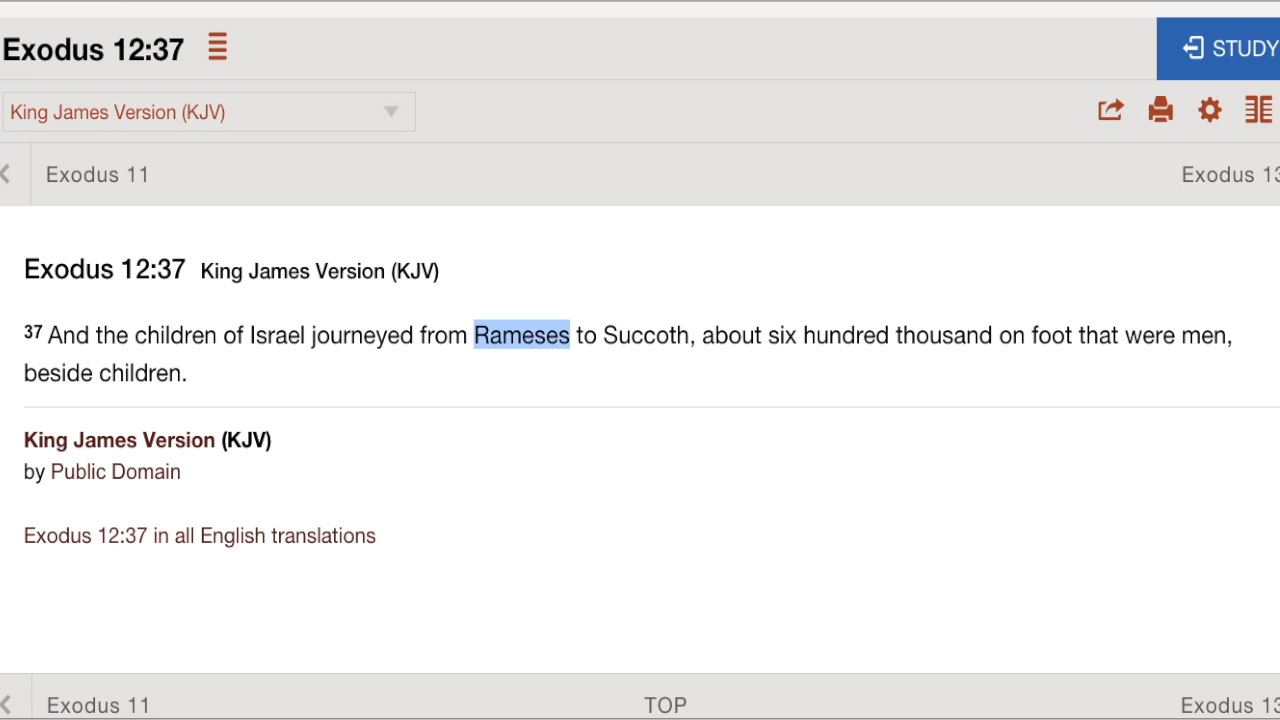 Exodus 12:37
STUDY
King James Version (KJV)
Exodus 11
Exodus 13
Exodus 12:37 King James Version (KJV)
37 And the children of Israel journeyed from Rameses to Succoth, about six hundred thousand on foot that were men,
beside children.
King James Version (KJV)
by Public Domain
Exodus 12:37 in all English translations
Exodus 11
TOP
Exodus 13